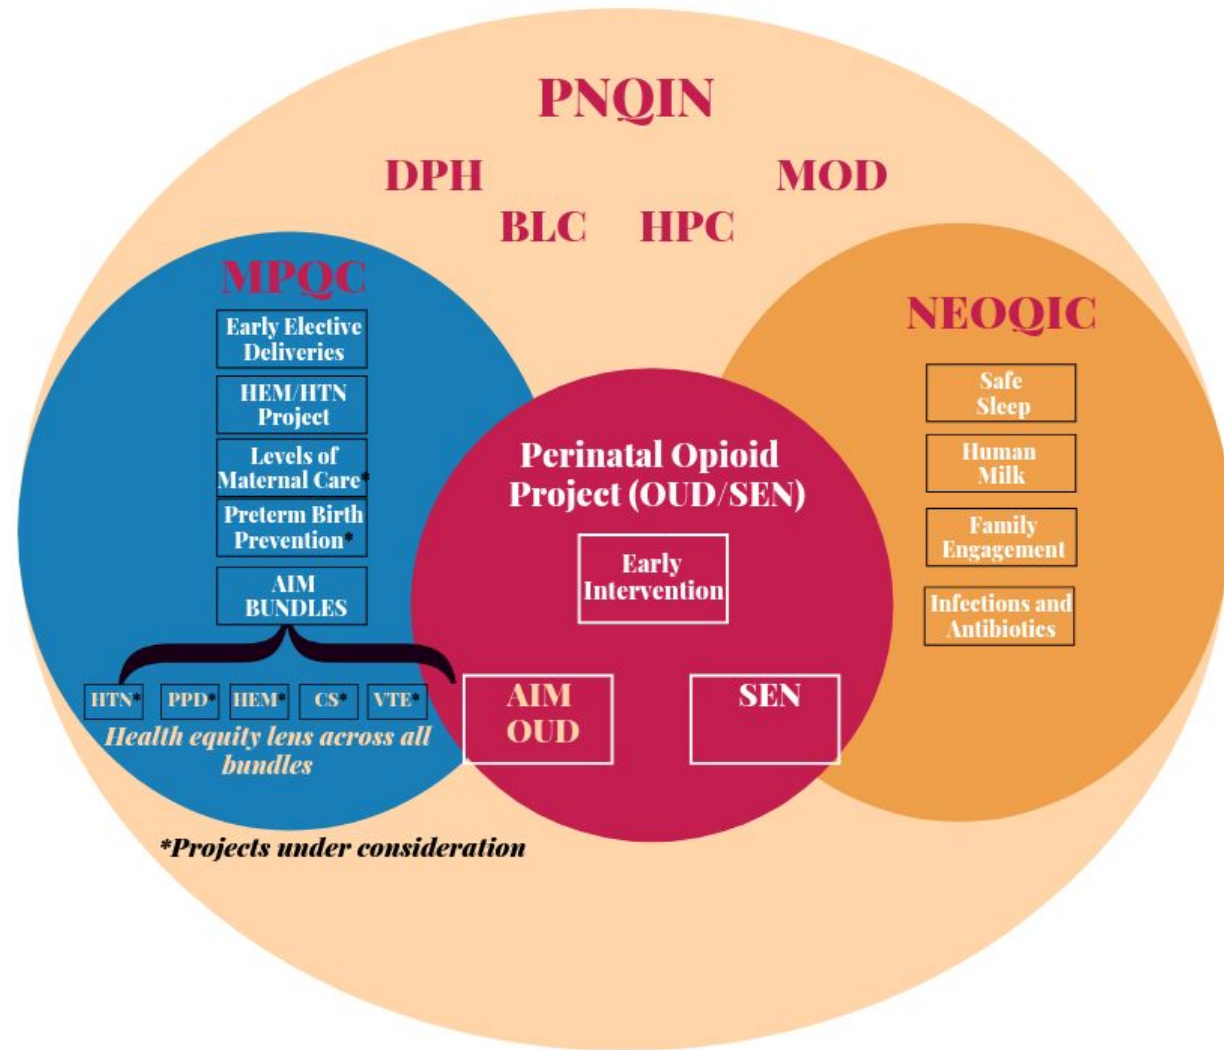 PNQIN
DPH
MOD
BLC
HPC
MPQC
Early Elective
Deliveries
HEM/HTN
Project
Levels of
Maternal Care*
Preterm Birth
Prevention*
AIM
BUNDLES
HTN*
PPD*
HEM*
CS*
VTE*
Health equity lens across all
bundles
Perinatal Opioid
Project (OUD/SEN)
Early
Intervention
AIM
OUD
SEN
NEOQIC
Safe
Sleep
Human
Milk
Family
Engagement
Infections and
Antibiotics
*Projects under consideration